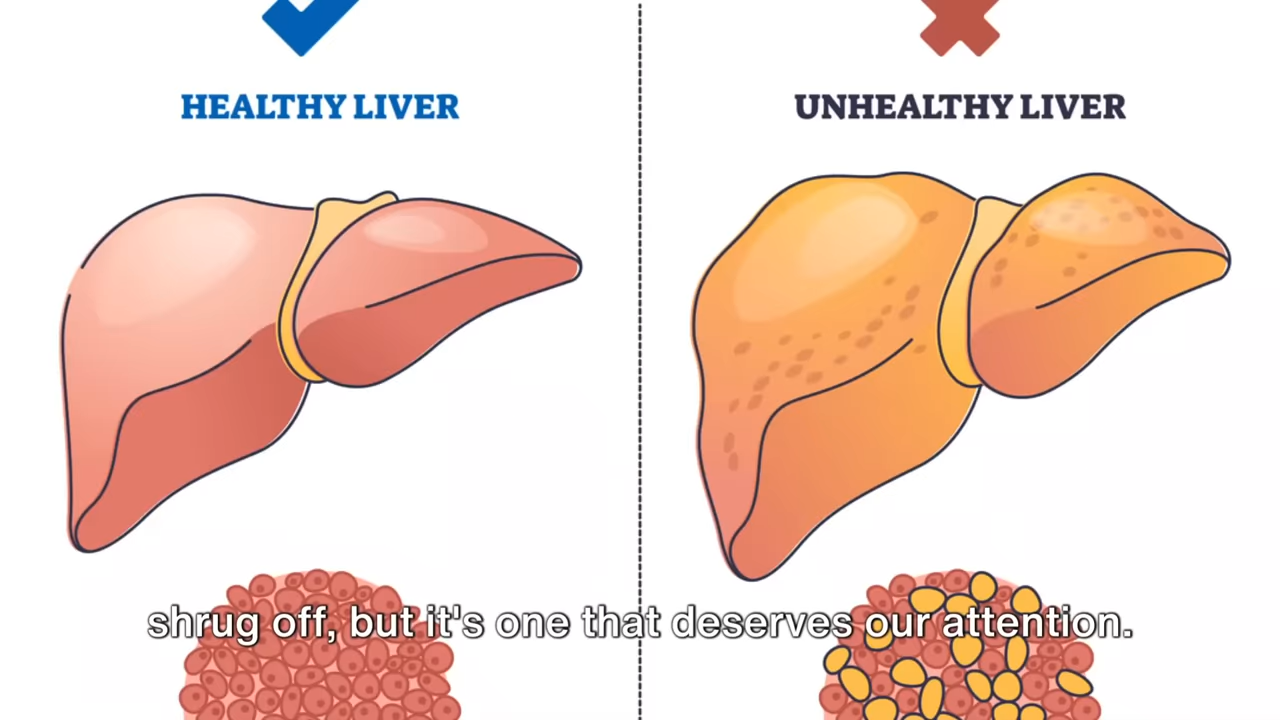 HEALTHY LIVER
UNHEALTHY LIVER
shrug off, but it's one that deserves our attention.